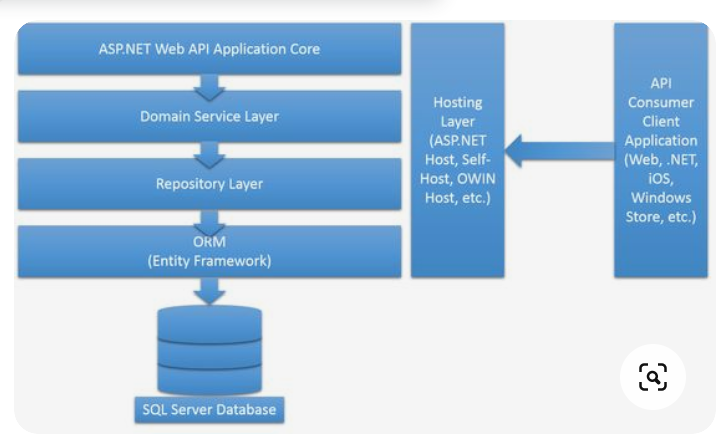 ASP.NET Web API Application Core
Domain Service Layer
Repository Layer
ORM
(Entity Framework)
SQL Server Database
Hosting
Layer
(ASP.NET
Host, Self-
Host, OWIN
Host, etc.)
API
Consumer
Client
Application
(Web, .NET,
iOS,
Windows
Store, etc.)